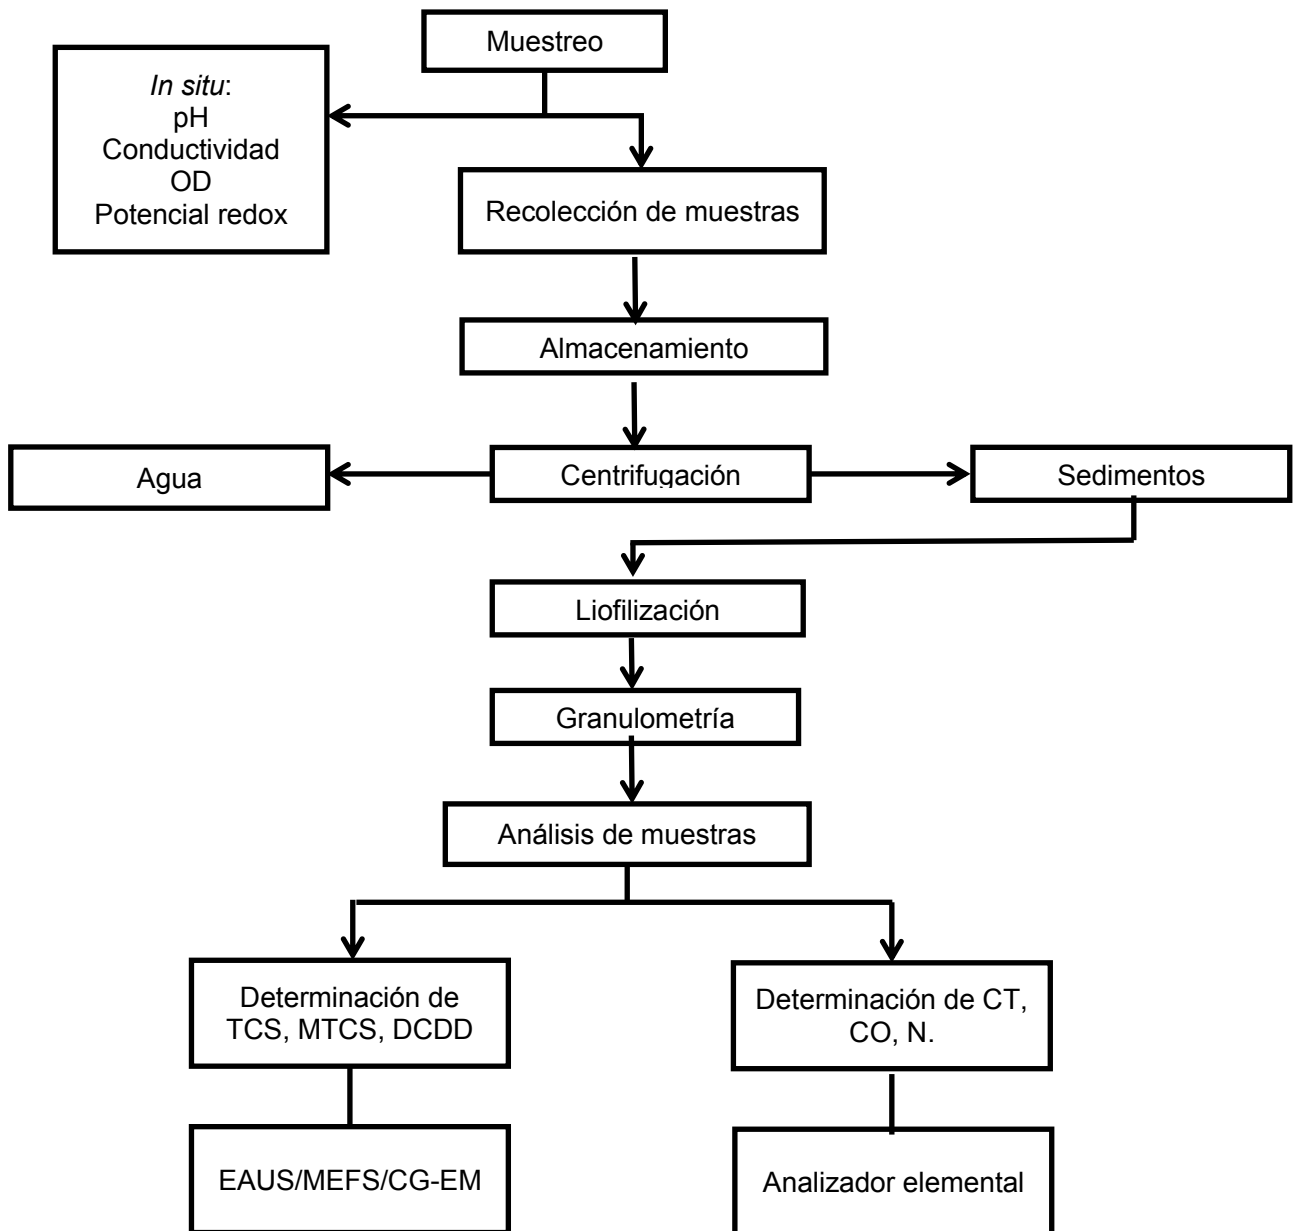 Muestreo
In situ:
pH
Conductividad
OD
Potencial redox
Recolección de muestras
Almacenamiento
Agua
Centrifugación
Sedimentos
Liofilización
Granulometría
Análisis de muestras
Determinación de
TCS, MTCS, DCDD
Determinación de CT,
CO, N.
EAUS/MEFS/CG-EM
Analizador elemental